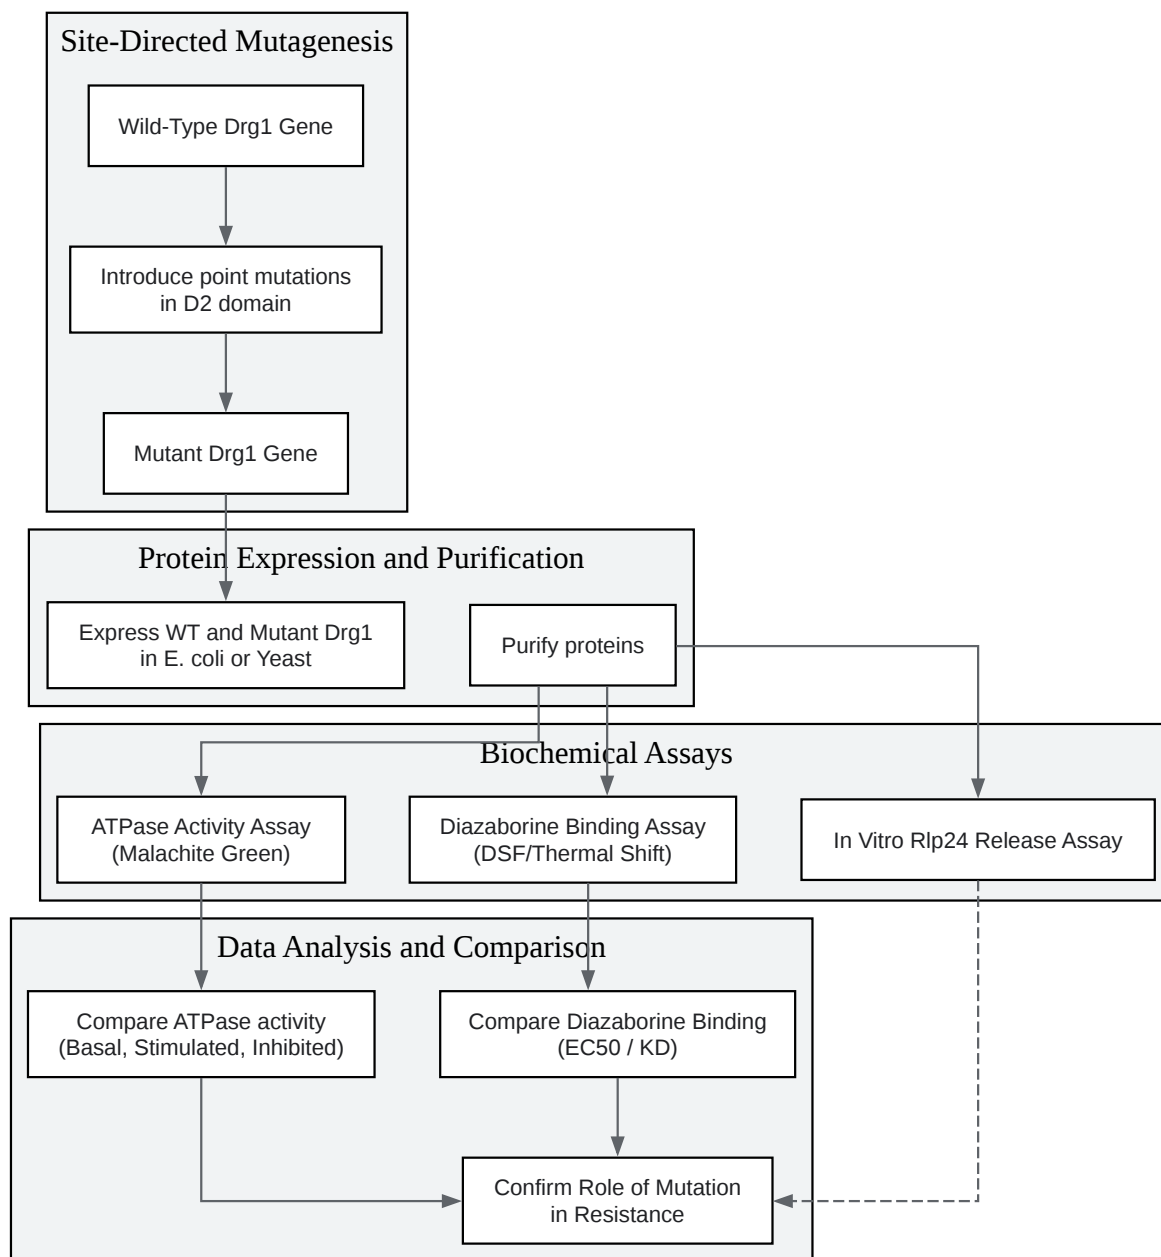 Site-Directed Mutagenesis
Wild-Type Drg1 Gene
Introduce point mutations
in D2 domain
Mutant Drg1 Gene
Protein Expression and Purification
Express WT and Mutant Drg1
in E. coli or Yeast
Purify proteins
Biochemical Assays
ATPase Activity Assay
(Malachite Green)
Diazaborine Binding Assay
(DSF/Thermal Shift)
In Vitro Rlp24 Release Assay
Data Analysis and Comparison
Compare ATPase activity
(Basal, Stimulated, Inhibited)
Compare Diazaborine Binding
(EC50 / KD)
Confirm Role of Mutation
in Resistance